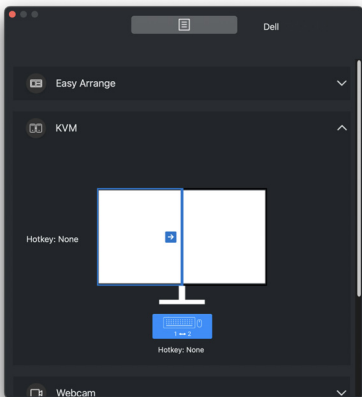 Dell
Easy Arrange
KVM
Hotkey: None
1 ↔ 2
Hotkey: None
Webcam